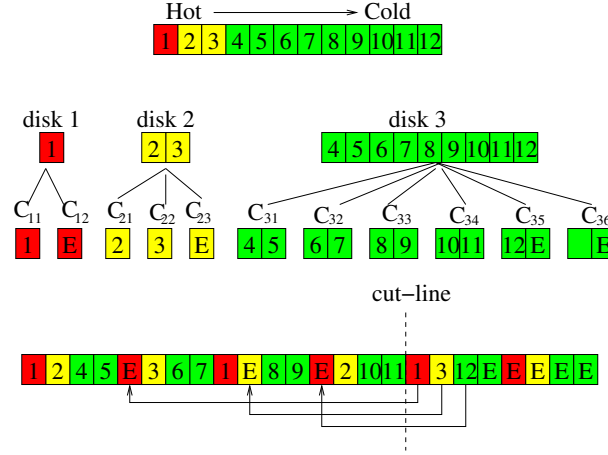 Hot Cold
1 2 3 4 5 6 7 8 9 10 11 12
disk 1 disk 2 disk 3
1 2 3 4 5 6 7 8 9 10 11 12
C11 C12 C21 C22 C23 C31 C32 C33 C34 C35 C36
1 E 2 3 E 4 5 6 7 8 9 10 11 12 E E
cut-line
1 2 4 5 E 3 6 7 1 E 8 9 E 2 10 11 1 3 12 E E E E E